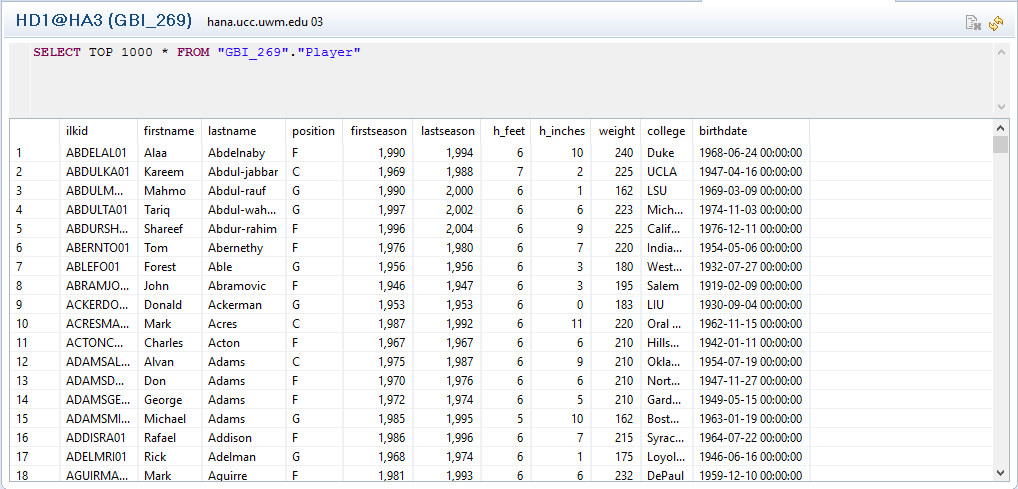 HD1@HA3 (GBI_269) hana.ucc.uwm.edu 03
SELECT TOP 1000 * FROM "GBI_269"."Player"
ilkid firstname lastname position firstseason lastseason h_feet h_inches weight college birthdate
1 ABDELAL01 Alaa Abdelnaby F 1,990 1,994 6 10 240 Duke 1968-06-24 00:00:00
2 ABDULKA01 Kareem Abdul-jabbar C 1,969 1,988 7 2 225 UCLA 1947-04-16 00:00:00
3 ABDULM... Mahmo Abdul-rauf G 1,990 2,000 6 1 162 LSU 1969-03-09 00:00:00
4 ABDULTA01 Tariq Abdul-wah... G 1,997 2,002 6 6 223 Mich... 1974-11-03 00:00:00
5 ABDURSH... Shareef Abdur-rahim F 1,996 2,004 6 9 225 Calif... 1976-12-11 00:00:00
6 ABERNTO01 Tom Abernethy F 1,976 1,980 6 7 220 India... 1954-05-06 00:00:00
7 ABLEFO01 Forest Able G 1,956 1,956 6 3 180 West... 1932-07-27 00:00:00
8 ABRAMJO... John Abramovic F 1,946 1,947 6 3 195 Salem 1919-02-09 00:00:00
9 ACKERDO... Donald Ackerman G 1,953 1,953 6 0 183 LIU 1930-09-04 00:00:00
10 ACRESMA... Mark Acres C 1,987 1,992 6 11 220 Oral ... 1962-11-15 00:00:00
11 ACTONC... Charles Acton F 1,967 1,967 6 6 210 Hills... 1942-01-11 00:00:00
12 ADAMSAL... Alvan Adams C 1,975 1,987 6 9 210 Okla... 1954-07-19 00:00:00
13 ADAMSD... Don Adams F 1,970 1,976 6 6 210 Nort... 1947-11-27 00:00:00
14 ADAMSGE... George Adams F 1,972 1,974 6 5 210 Gard... 1949-05-15 00:00:00
15 ADAMSMI... Michael Adams G 1,985 1,995 5 10 162 Bost... 1963-01-19 00:00:00
16 ADDISRA01 Rafael Addison F 1,986 1,996 6 7 215 Syrac... 1964-07-22 00:00:00
17 ADELMRI01 Rick Adelman G 1,968 1,974 6 1 175 Loyol... 1946-06-16 00:00:00
18 AGUIRMA... Mark Aguirre F 1,981 1,993 6 6 232 DePaul 1959-12-10 00:00:00